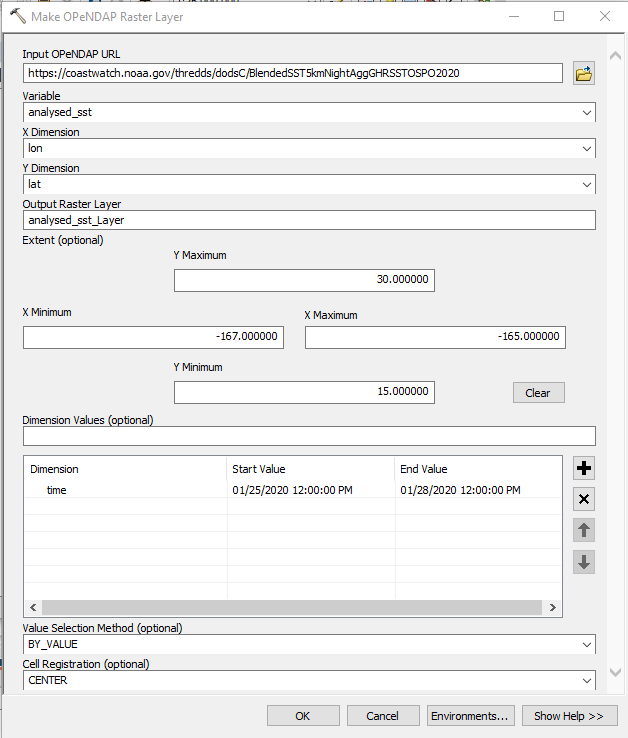 Make OPeNDAP Raster Layer
Input OPeNDAP URL
https://coastwatch.noaa.gov/thredds/dodsC/BlendedSST5kmNightAggGHRSSTOSPO2020
Variable
analysed_sst
X Dimension
lon
Y Dimension
lat
Output Raster Layer
analysed_sst_Layer
Extent (optional)
Y Maximum
30.000000
X Minimum X Maximum
-167.000000 -165.000000
Y Minimum
15.000000
Clear
Dimension Values (optional)
Dimension Start Value End Value
time 01/25/2020 12:00:00 PM 01/28/2020 12:00:00 PM
Value Selection Method (optional)
BY_VALUE
Cell Registration (optional)
CENTER
OK Cancel Environments... Show Help >>